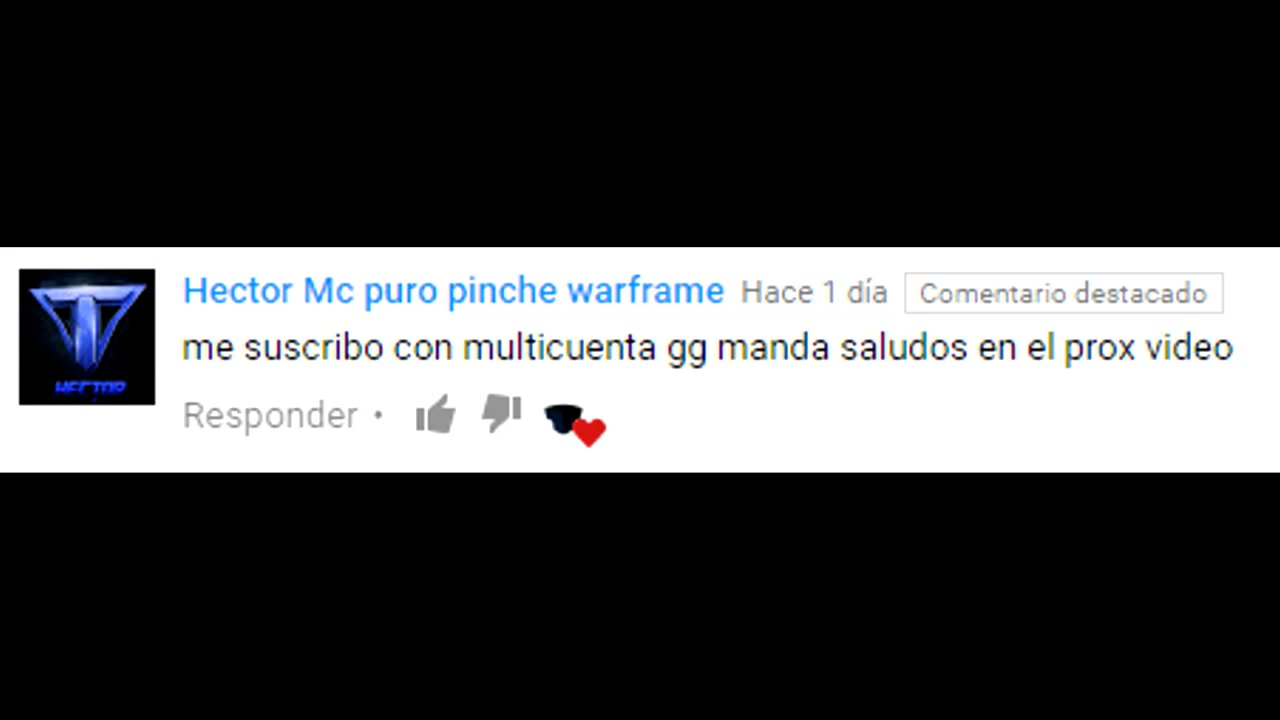 HECTOR
Hector Mc puro pinche warframe Hace 1 día Comentario destacado
me suscribo con multicuenta gg manda saludos en el prox video
Responder •